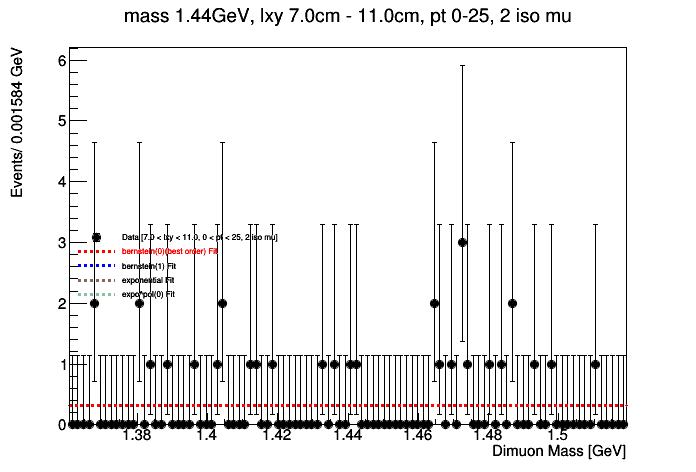 mass 1.44GeV, lxy 7.0cm - 11.0cm, pt 0-25, 2 iso mu
Events/ 0.001584 GeV
6
5
4
3
2
1
0
Data [7.0 < lxy < 11.0, 0 < pt < 25, 2 iso mu]
bernstein(0)(best order) Fit
bernstein(1) Fit
exponential Fit
expo*pol(0) Fit
1.38 1.4 1.42 1.44 1.46 1.48 1.5
Dimuon Mass [GeV]